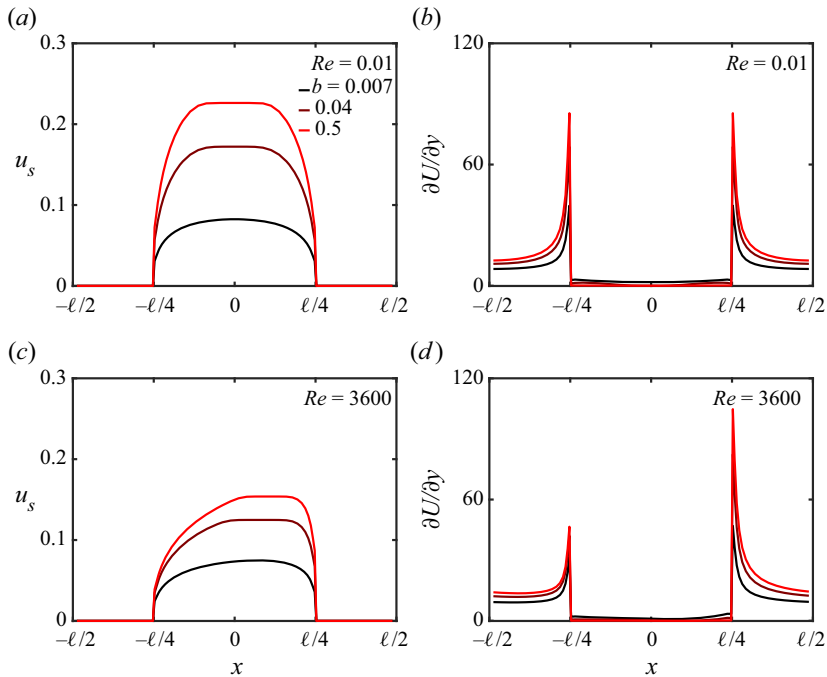 (a)
0.3
0.2
0.1
0
u_s
Re = 0.01
b = 0.007
0.04
0.5
–ℓ/2 –ℓ/4 0 ℓ/4 ℓ/2
(b)
120
60
0
∂U/∂y
Re = 0.01
–ℓ/2 –ℓ/4 0 ℓ/4 ℓ/2
(c)
0.3
0.2
0.1
0
u_s
Re = 3600
–ℓ/2 –ℓ/4 0 ℓ/4 ℓ/2
x
(d)
120
60
0
∂U/∂y
Re = 3600
–ℓ/2 –ℓ/4 0 ℓ/4 ℓ/2
x